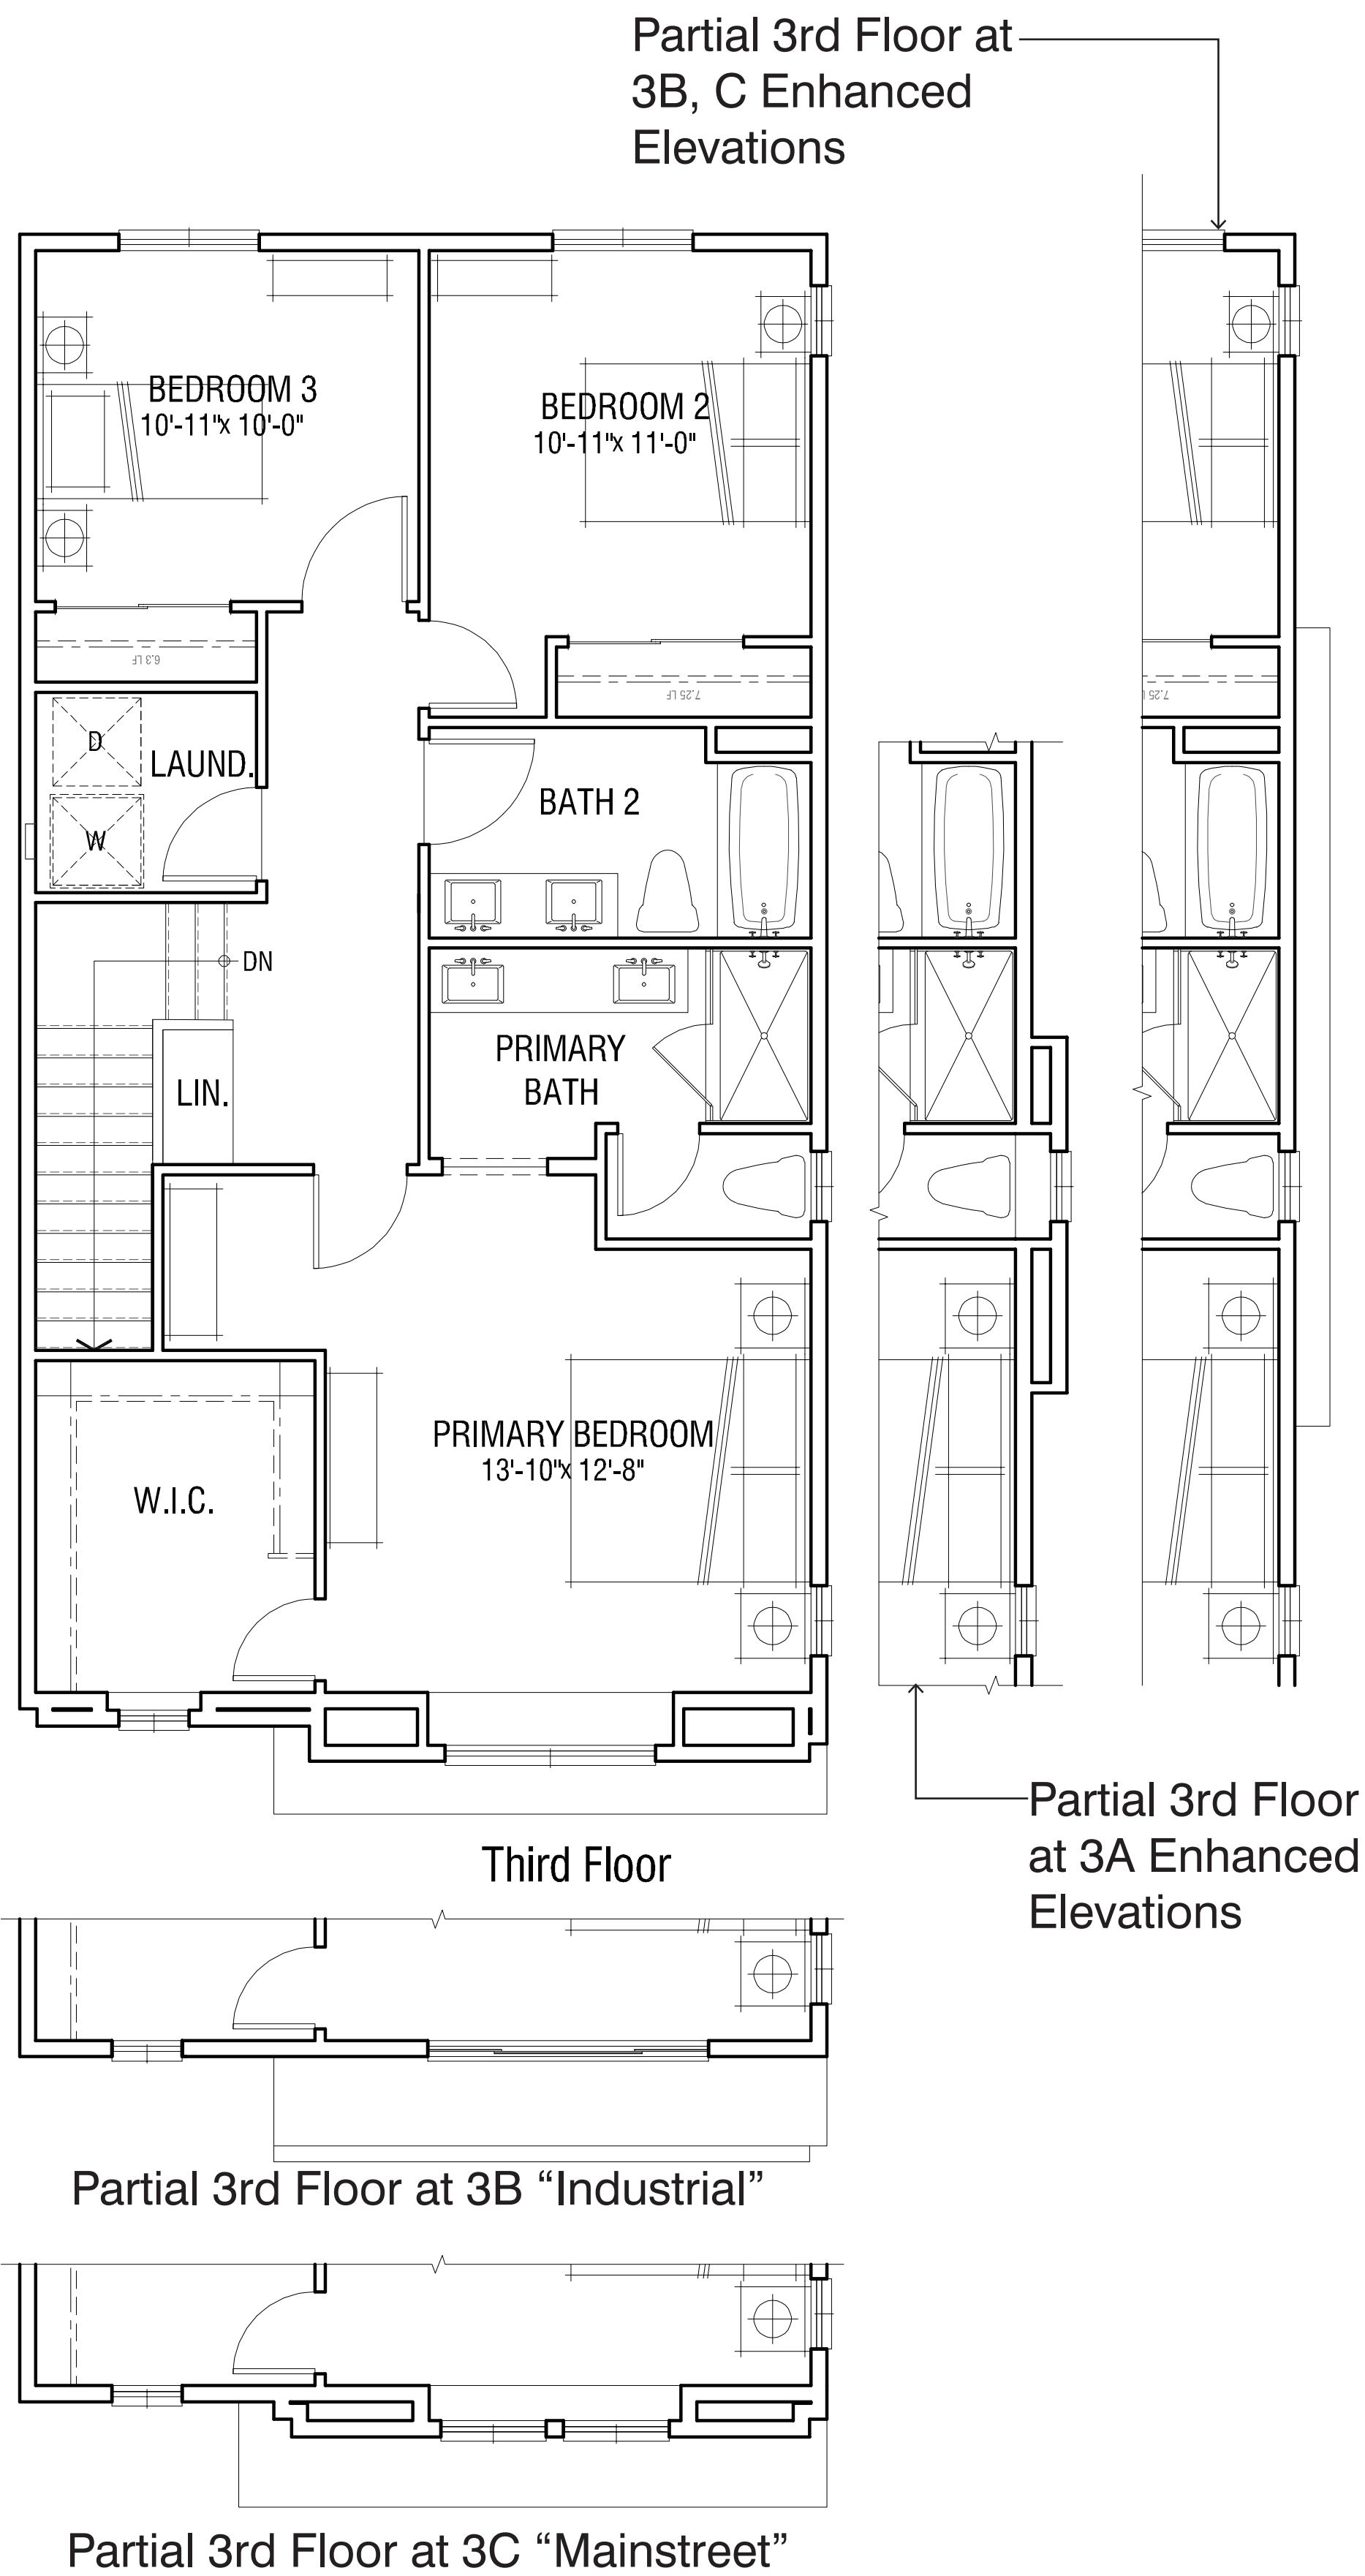 Partial 3rd Floor at
3B, C Enhanced
Elevations
BEDROOM 3
10'-11"x 10'-0"
BEDROOM 2
10'-11"x 11'-0"
6.3 LF
7.25 LF
7.25 L
D
LAUND.
W
BATH 2
DN
LIN.
PRIMARY
BATH
PRIMARY BEDROOM
13'-10"x 12'-8"
W.I.C.
Partial 3rd Floor
at 3A Enhanced
Elevations
Third Floor
Partial 3rd Floor at 3B “Industrial”
Partial 3rd Floor at 3C “Mainstreet”